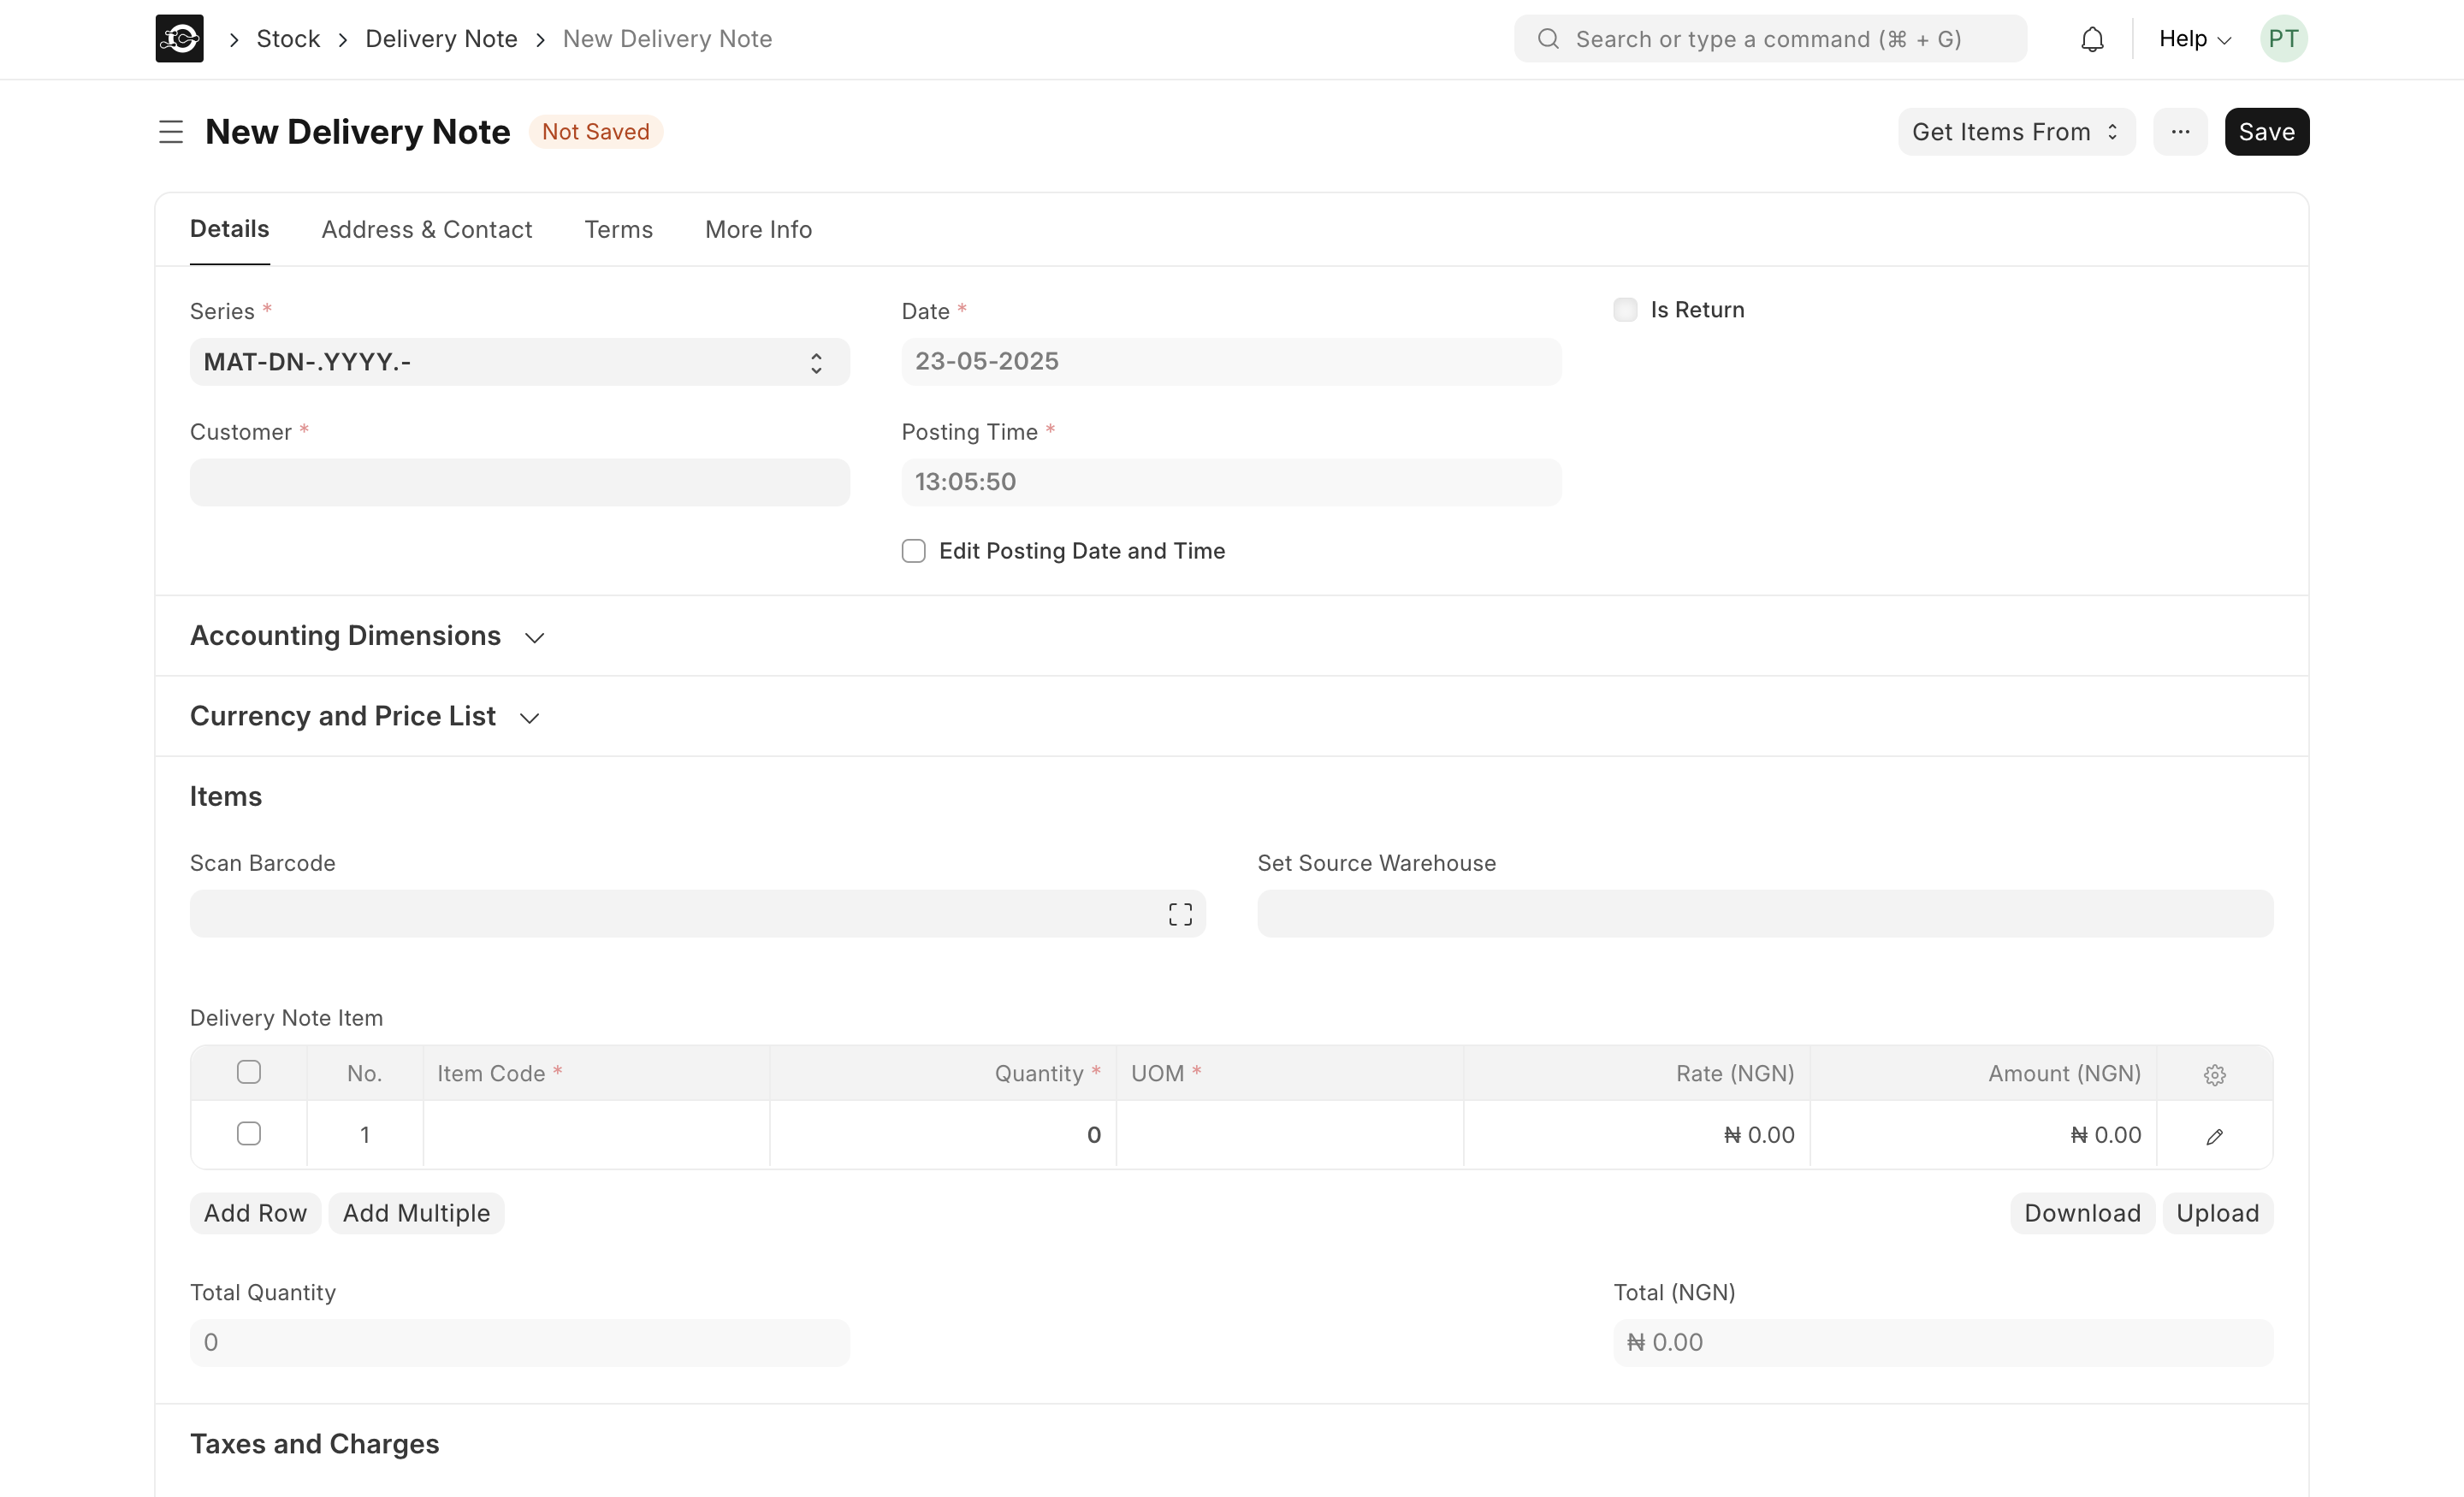 Stock > Delivery Note > New Delivery Note
Search or type a command (⌘ + G)
Help
PT
New Delivery Note
Not Saved
Get Items From
Save
Details
Address & Contact
Terms
More Info
Series *
MAT-DN-.YYYY.-
Date *
23-05-2025
Is Return
Customer *
Posting Time *
13:05:50
Edit Posting Date and Time
Accounting Dimensions
Currency and Price List
Items
Scan Barcode
Set Source Warehouse
Delivery Note Item
No. Item Code * Quantity * UOM * Rate (NGN) Amount (NGN)
1 0 ₦ 0.00 ₦ 0.00
Add Row
Add Multiple
Download
Upload
Total Quantity
0
Total (NGN)
₦ 0.00
Taxes and Charges